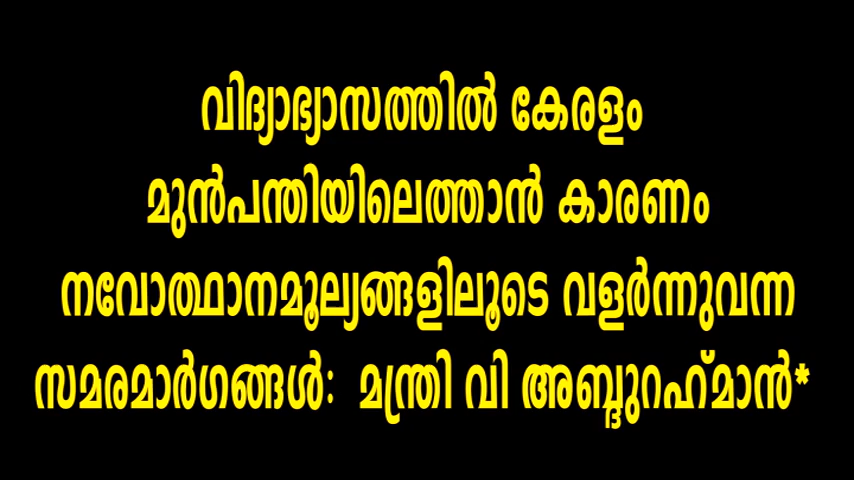 വിദ്യാഭ്യാസത്തിൽ കേരളം
മുൻപന്തിയിലെത്താൻ കാരണം
നവോത്ഥാനമൂല്യങ്ങളിലൂടെ വളർന്നുവന്ന
സമരമാർഗങ്ങൾ: മന്ത്രി വി അബ്ദുറഹ്‌മാൻ*